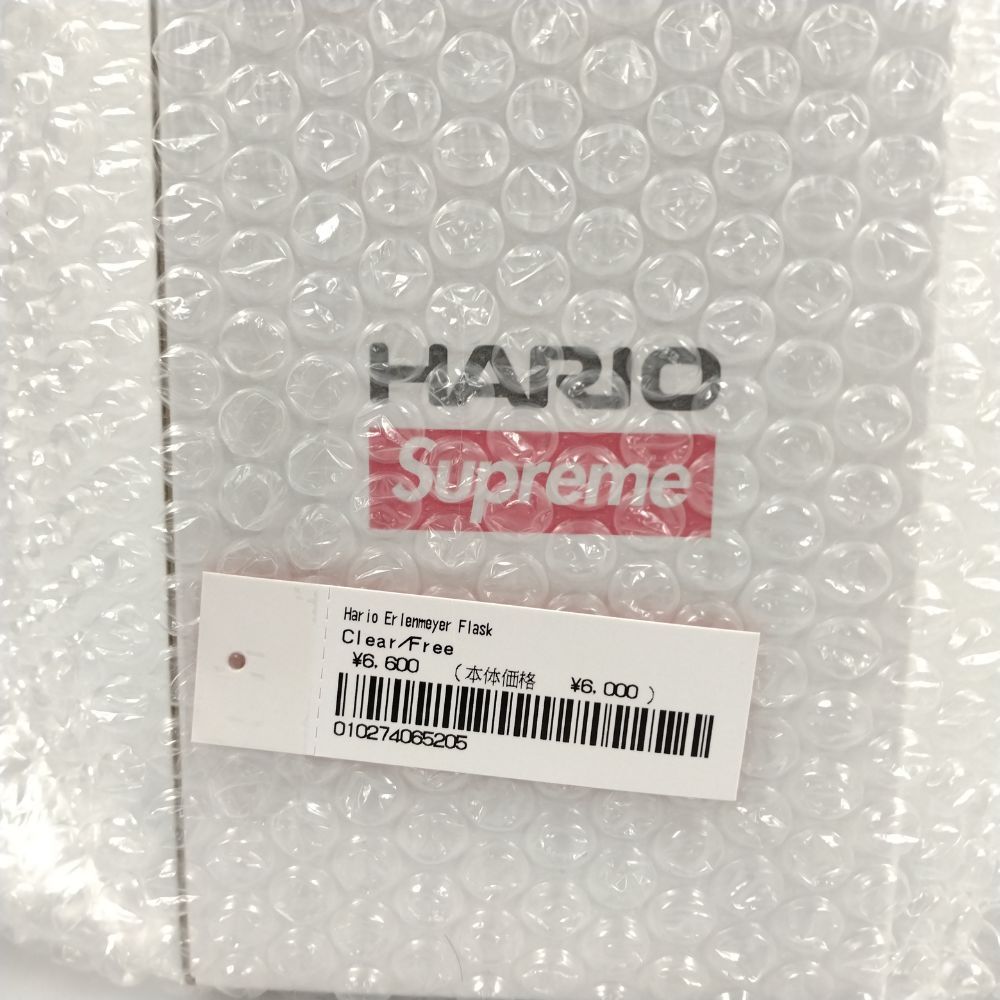 HARIO
Supreme
Hario Erlenmeyer Flask
Clear/Free
¥6,600 (本体価格 ¥6,000)
010274065205